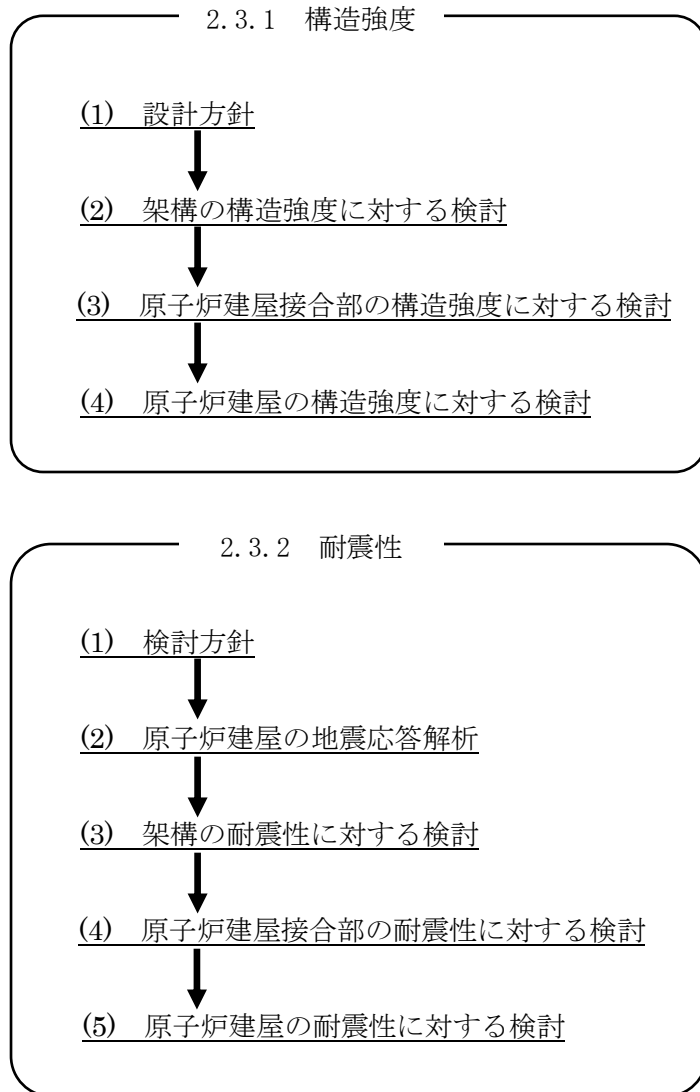 2.3.1 構造強度
(1) 設計方針
(2) 架構の構造強度に対する検討
(3) 原子炉建屋接合部の構造強度に対する検討
(4) 原子炉建屋の構造強度に対する検討
2.3.2 耐震性
(1) 検討方針
(2) 原子炉建屋の地震応答解析
(3) 架構の耐震性に対する検討
(4) 原子炉建屋接合部の耐震性に対する検討
(5) 原子炉建屋の耐震性に対する検討